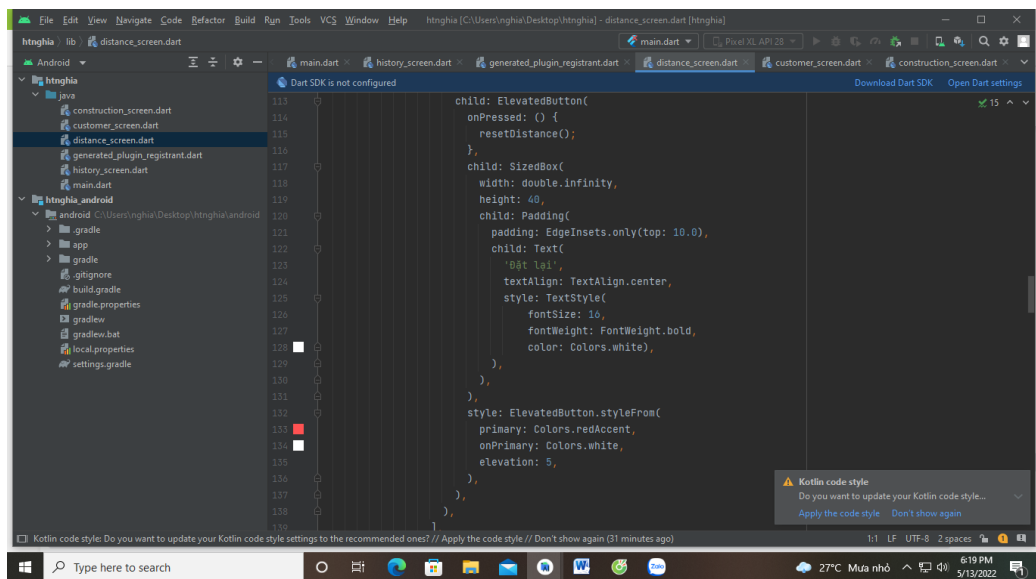 File Edit View Navigate Code Refactor Build Run Tools VCS Window Help htnghia [C:\Users\nghia\Desktop\htnghia] - distance_screen.dart [htnghia]
htnghia lib distance_screen.dart main.dart Pixel XL API 28
Android main.dart history_screen.dart generated_plugin_registrant.dart distance_screen.dart customer_screen.dart construction_screen.dart
Dart SDK is not configured Download Dart SDK Open Dart settings
htnghia
java
construction_screen.dart
customer_screen.dart
distance_screen.dart
generated_plugin_registrant.dart
history_screen.dart
main.dart
htnghia_android
android C:\Users\nghia\Desktop\htnghia\android
.gradle
app
gradle
.gitignore
build.gradle
gradle.properties
gradlew
gradlew.bat
local.properties
settings.gradle
15
113 child: ElevatedButton(
114 onPressed: () {
115 resetDistance();
116 },
117 child: SizedBox(
118 width: double.infinity,
119 height: 40,
120 child: Padding(
121 padding: EdgeInsets.only(top: 10.0),
122 child: Text(
123 'Đặt lại',
124 textAlign: TextAlign.center,
125 style: TextStyle(
126 fontSize: 16,
127 fontWeight: FontWeight.bold,
128 color: Colors.white),
129 ),
130 ),
131 ),
132 style: ElevatedButton.styleFrom(
133 primary: Colors.redAccent,
134 onPrimary: Colors.white,
135 elevation: 5,
136 ),
137 ),
138 ),
139 ]
Kotlin code style
Do you want to update your Kotlin code style...
Apply the code style Don't show again
Kotlin code style: Do you want to update your Kotlin code style settings to the recommended ones? // Apply the code style // Don't show again (31 minutes ago) 1:1 LF UTF-8 2 spaces
Type here to search Zalo 27°C Mưa nhỏ 6:19 PM
5/13/2022